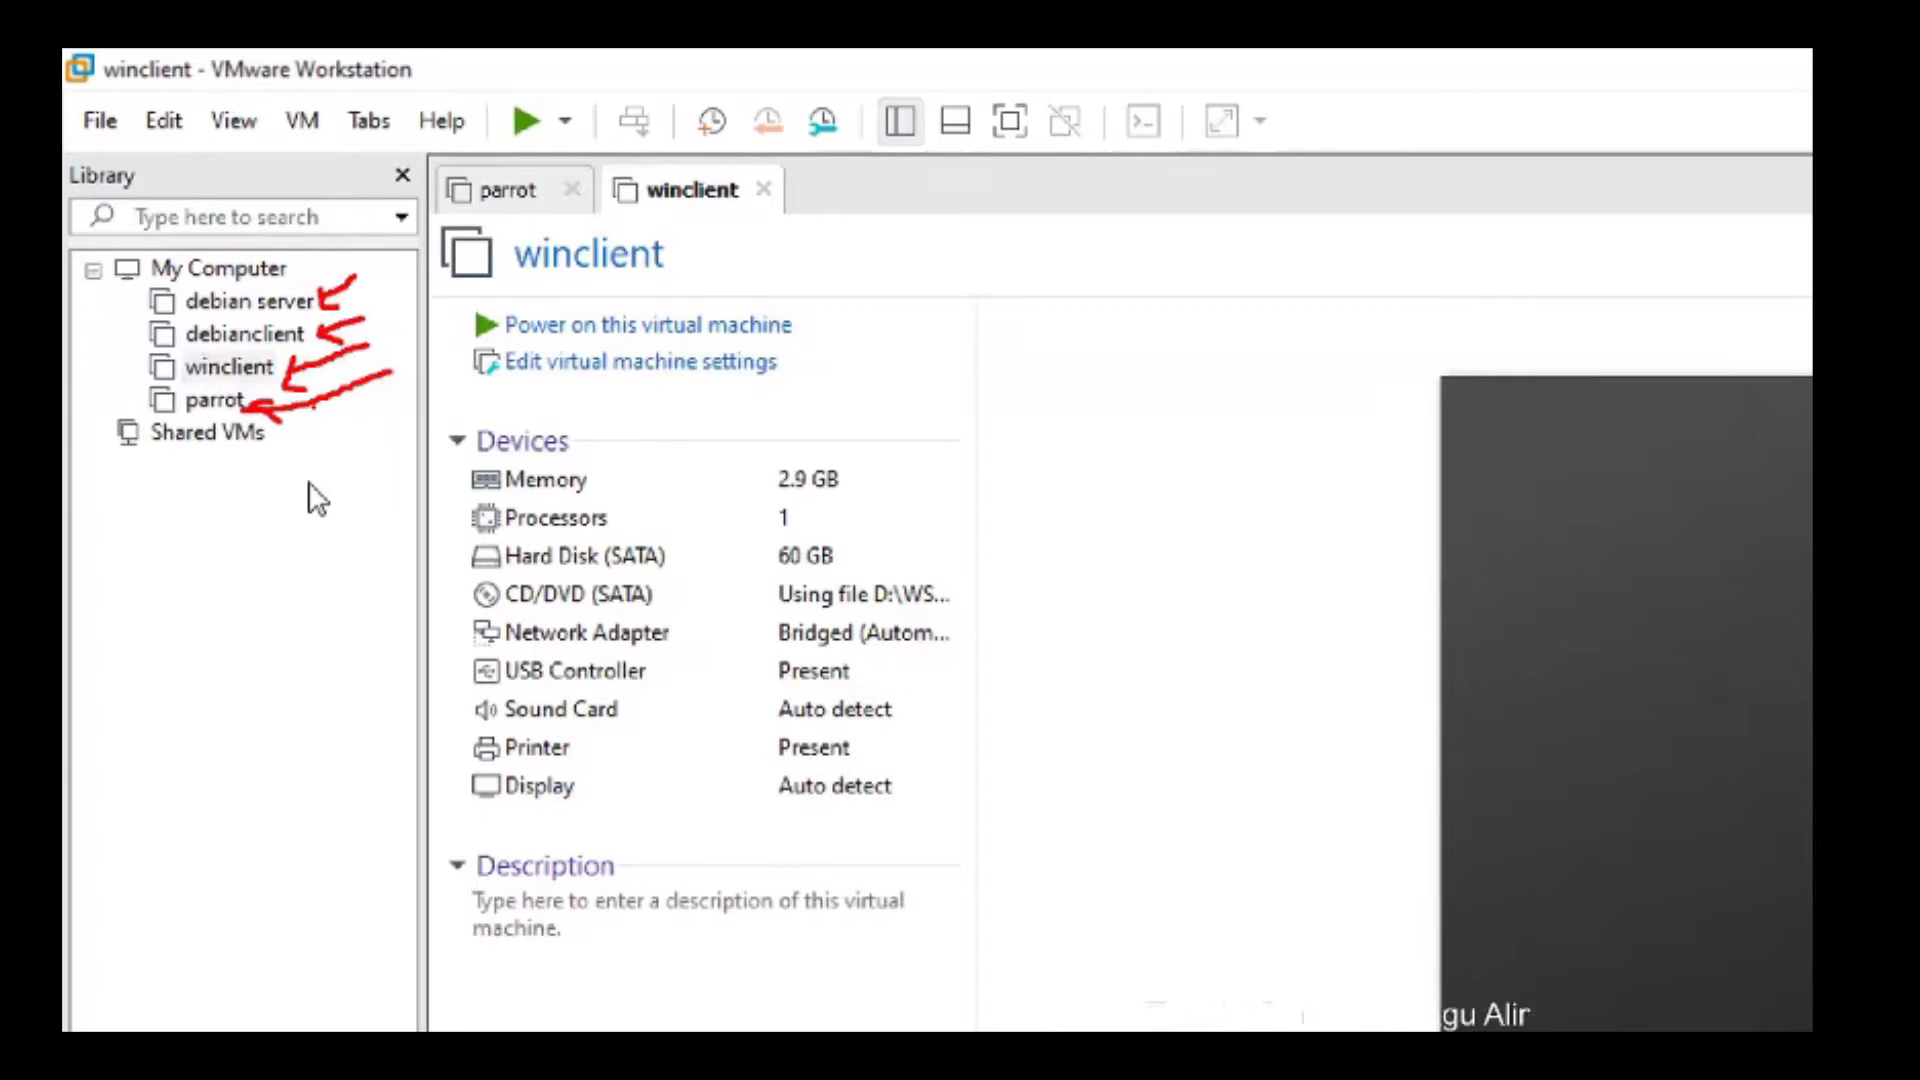 winclient - VMware Workstation
File Edit View VM Tabs Help
Library
Type here to search
My Computer
debian server
debianclient
winclient
parrot
Shared VMs
parrot
winclient
winclient
Power on this virtual machine
Edit virtual machine settings
Devices
Memory 2.9 GB
Processors 1
Hard Disk (SATA) 60 GB
CD/DVD (SATA) Using file D:\WS...
Network Adapter Bridged (Autom...
USB Controller Present
Sound Card Auto detect
Printer Present
Display Auto detect
Description
Type here to enter a description of this virtual
machine.
gu Alir